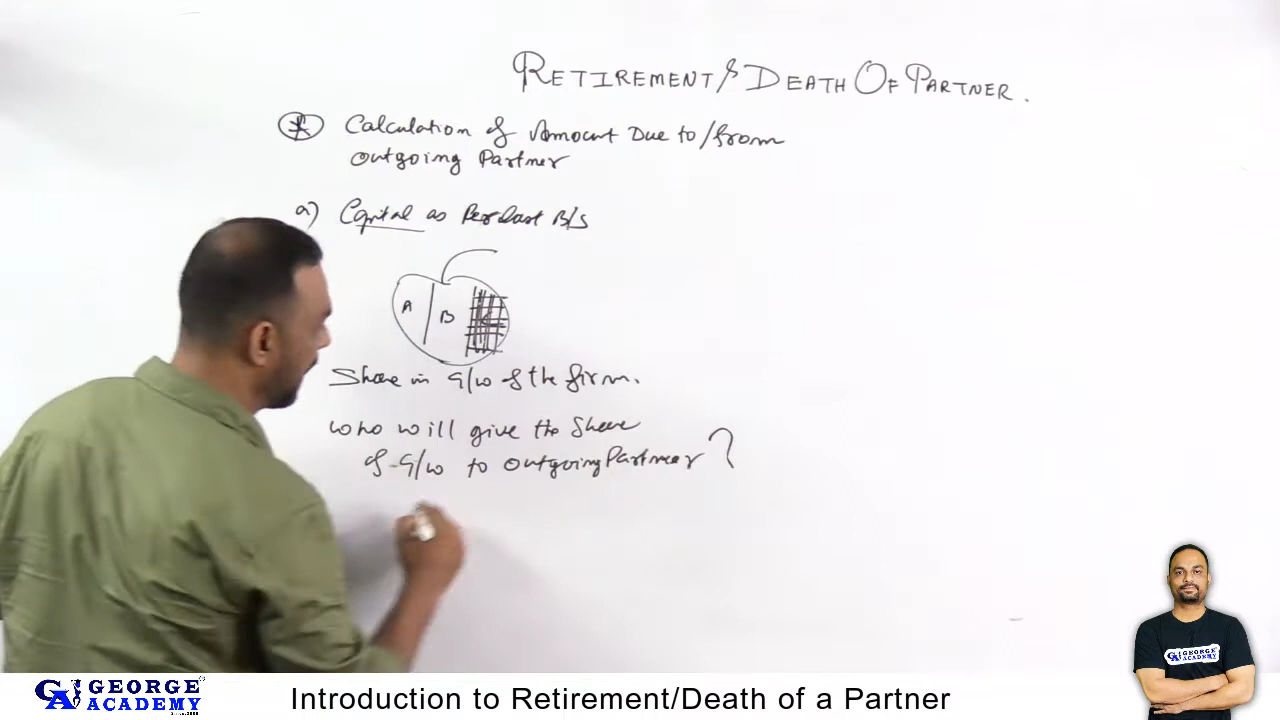 RETIREMENT & DEATH OF PARTNER.
* Calculation of Amount Due to/from
outgoing Partner
a) Capital as Per last B/S
A B C
Share in G/W of the firm.
Who will give the Share
of G/W to outgoing Partner?
GEORGE
ACADEMY
Introduction to Retirement/Death of a Partner
GEORGE
ACADEMY